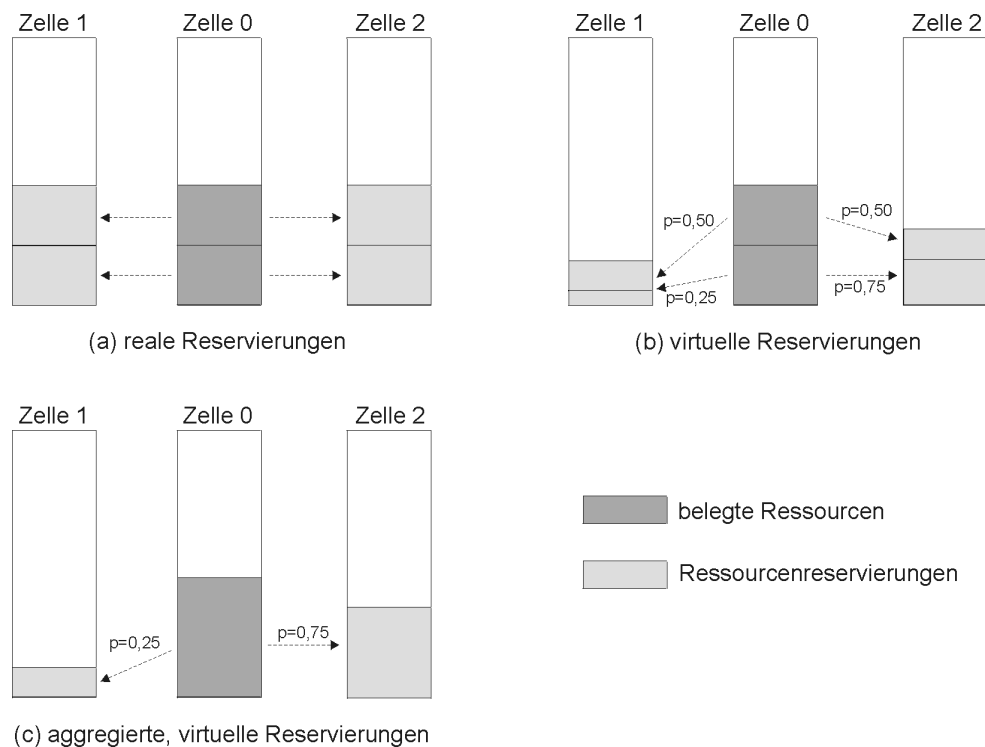 Zelle 1 Zelle 0 Zelle 2
(a) reale Reservierungen
Zelle 1 Zelle 0 Zelle 2
p=0,50 p=0,50
p=0,25 p=0,75
(b) virtuelle Reservierungen
Zelle 1 Zelle 0 Zelle 2
p=0,25 p=0,75
(c) aggregierte, virtuelle Reservierungen
belegte Ressourcen
Ressourcenreservierungen